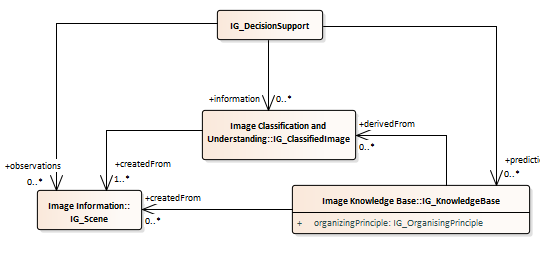 IG_DecisionSupport
+information 0..*
Image Classification and
Understanding::IG_ClassifiedImage
+derivedFrom
0..*
+observations
0..*
+createdFrom
1..*
+predicti
0..*
Image Information::
IG_Scene
+createdFrom
0..*
Image Knowledge Base::IG_KnowledgeBase
+ organizingPrinciple: IG_OrganisingPrinciple